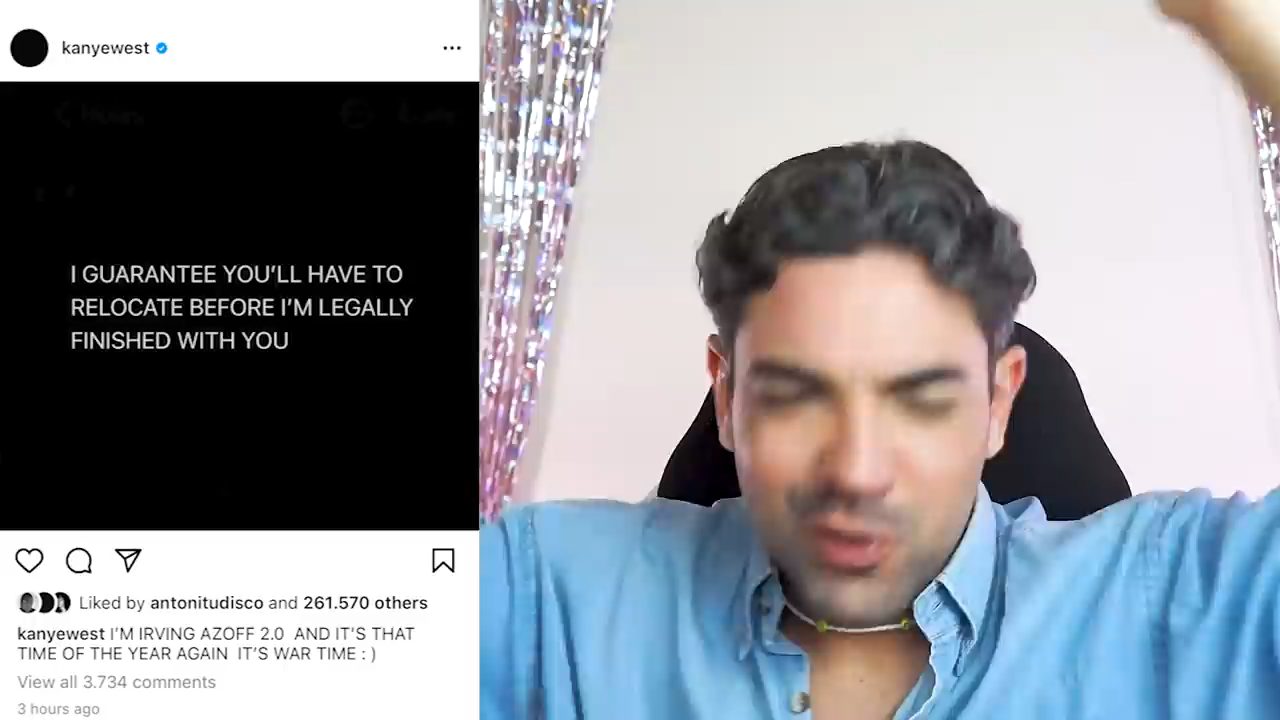 kanyewest
I GUARANTEE YOU'LL HAVE TO
RELOCATE BEFORE I'M LEGALLY
FINISHED WITH YOU
Liked by antonitudisco and 261.570 others
kanyewest I'M IRVING AZOFF 2.0 AND IT'S THAT
TIME OF THE YEAR AGAIN IT'S WAR TIME : )
View all 3.734 comments
3 hours ago